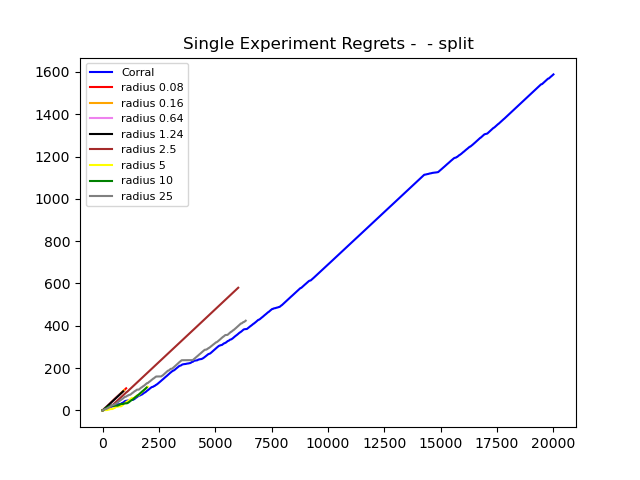 Single Experiment Regrets -  - split
Corral
radius 0.08
radius 0.16
radius 0.64
radius 1.24
radius 2.5
radius 5
radius 10
radius 25
1600
1400
1200
1000
800
600
400
200
0
0 2500 5000 7500 10000 12500 15000 17500 20000